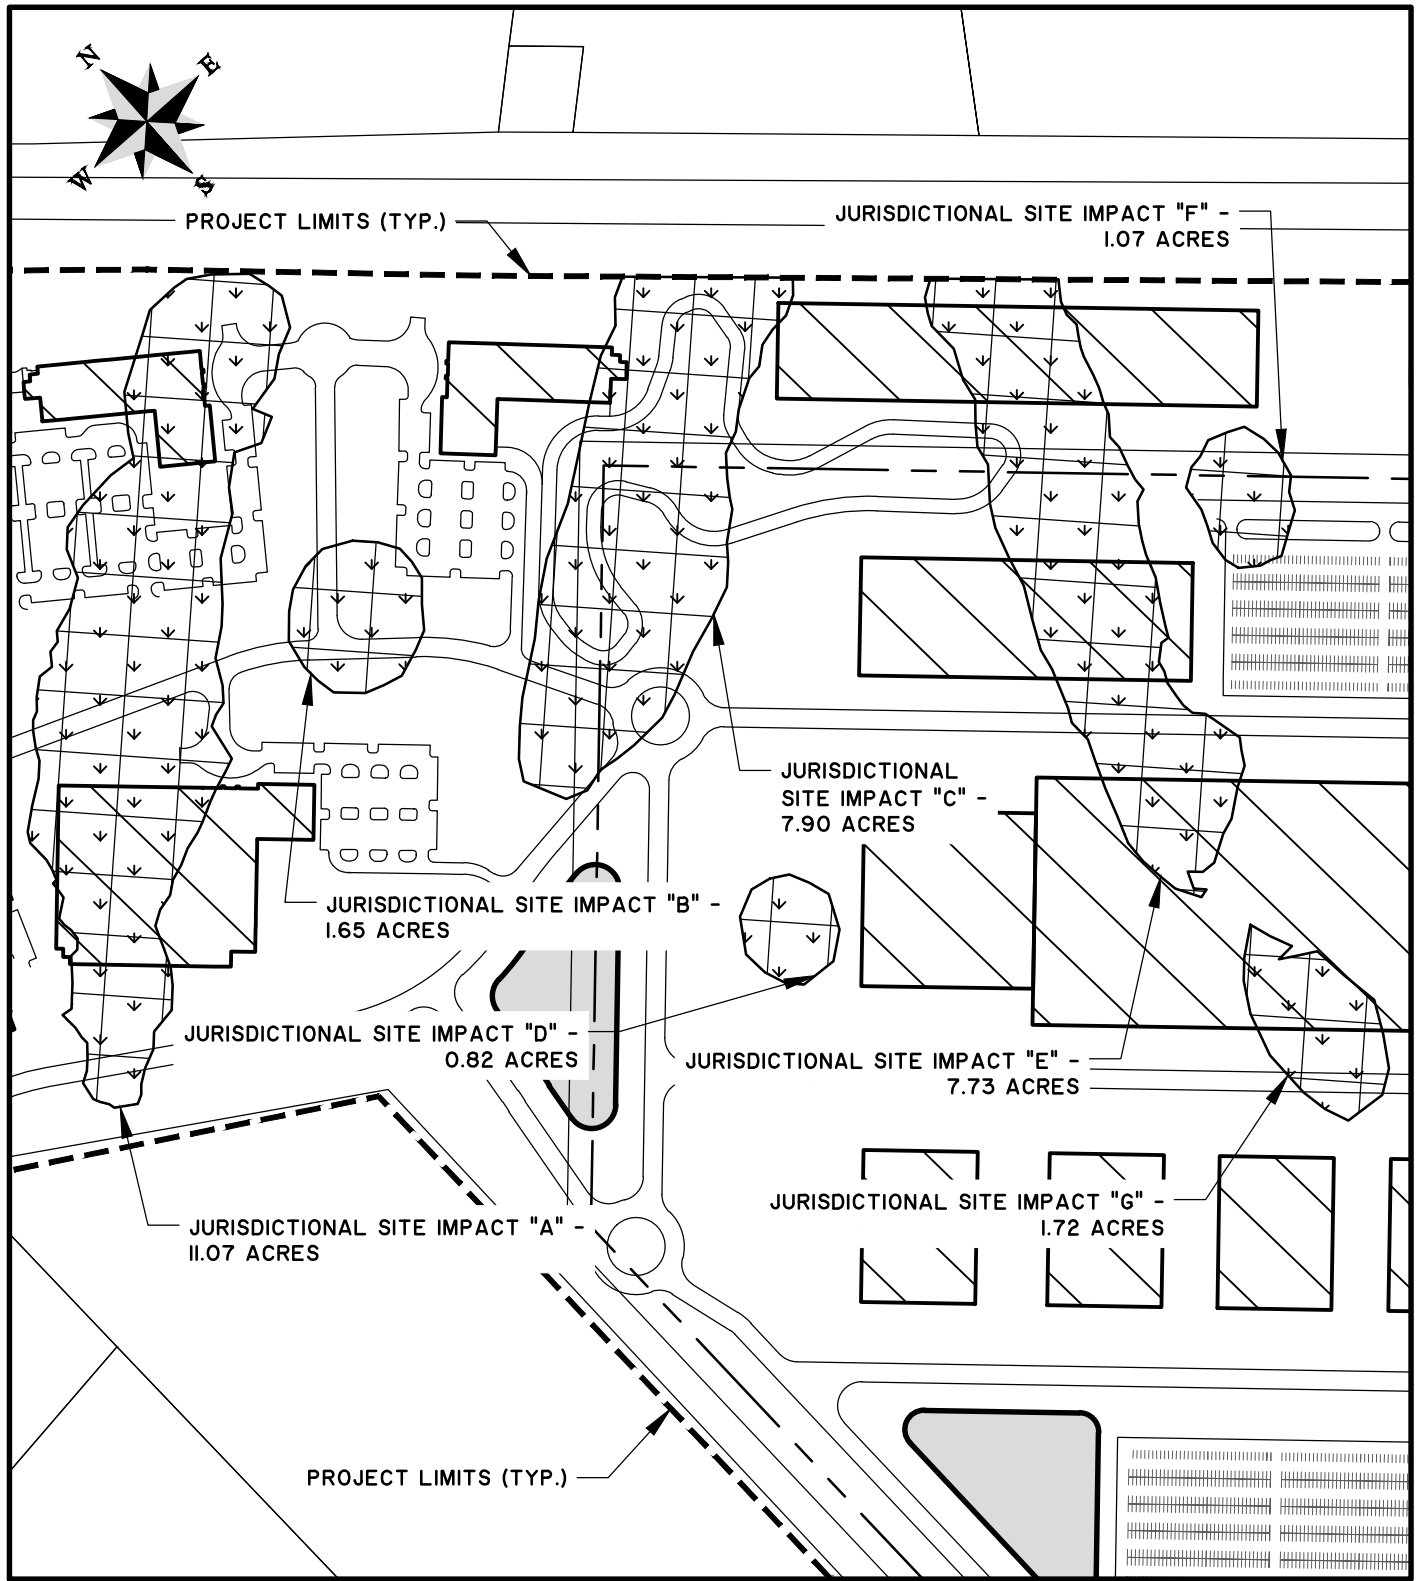 N
E
W
S
PROJECT LIMITS (TYP.)
JURISDICTIONAL SITE IMPACT "F" -
1.07 ACRES
JURISDICTIONAL
SITE IMPACT "C" -
7.90 ACRES
JURISDICTIONAL SITE IMPACT "B" -
1.65 ACRES
JURISDICTIONAL SITE IMPACT "D" -
0.82 ACRES
JURISDICTIONAL SITE IMPACT "E" -
7.73 ACRES
JURISDICTIONAL SITE IMPACT "A" -
11.07 ACRES
JURISDICTIONAL SITE IMPACT "G" -
1.72 ACRES
PROJECT LIMITS (TYP.)